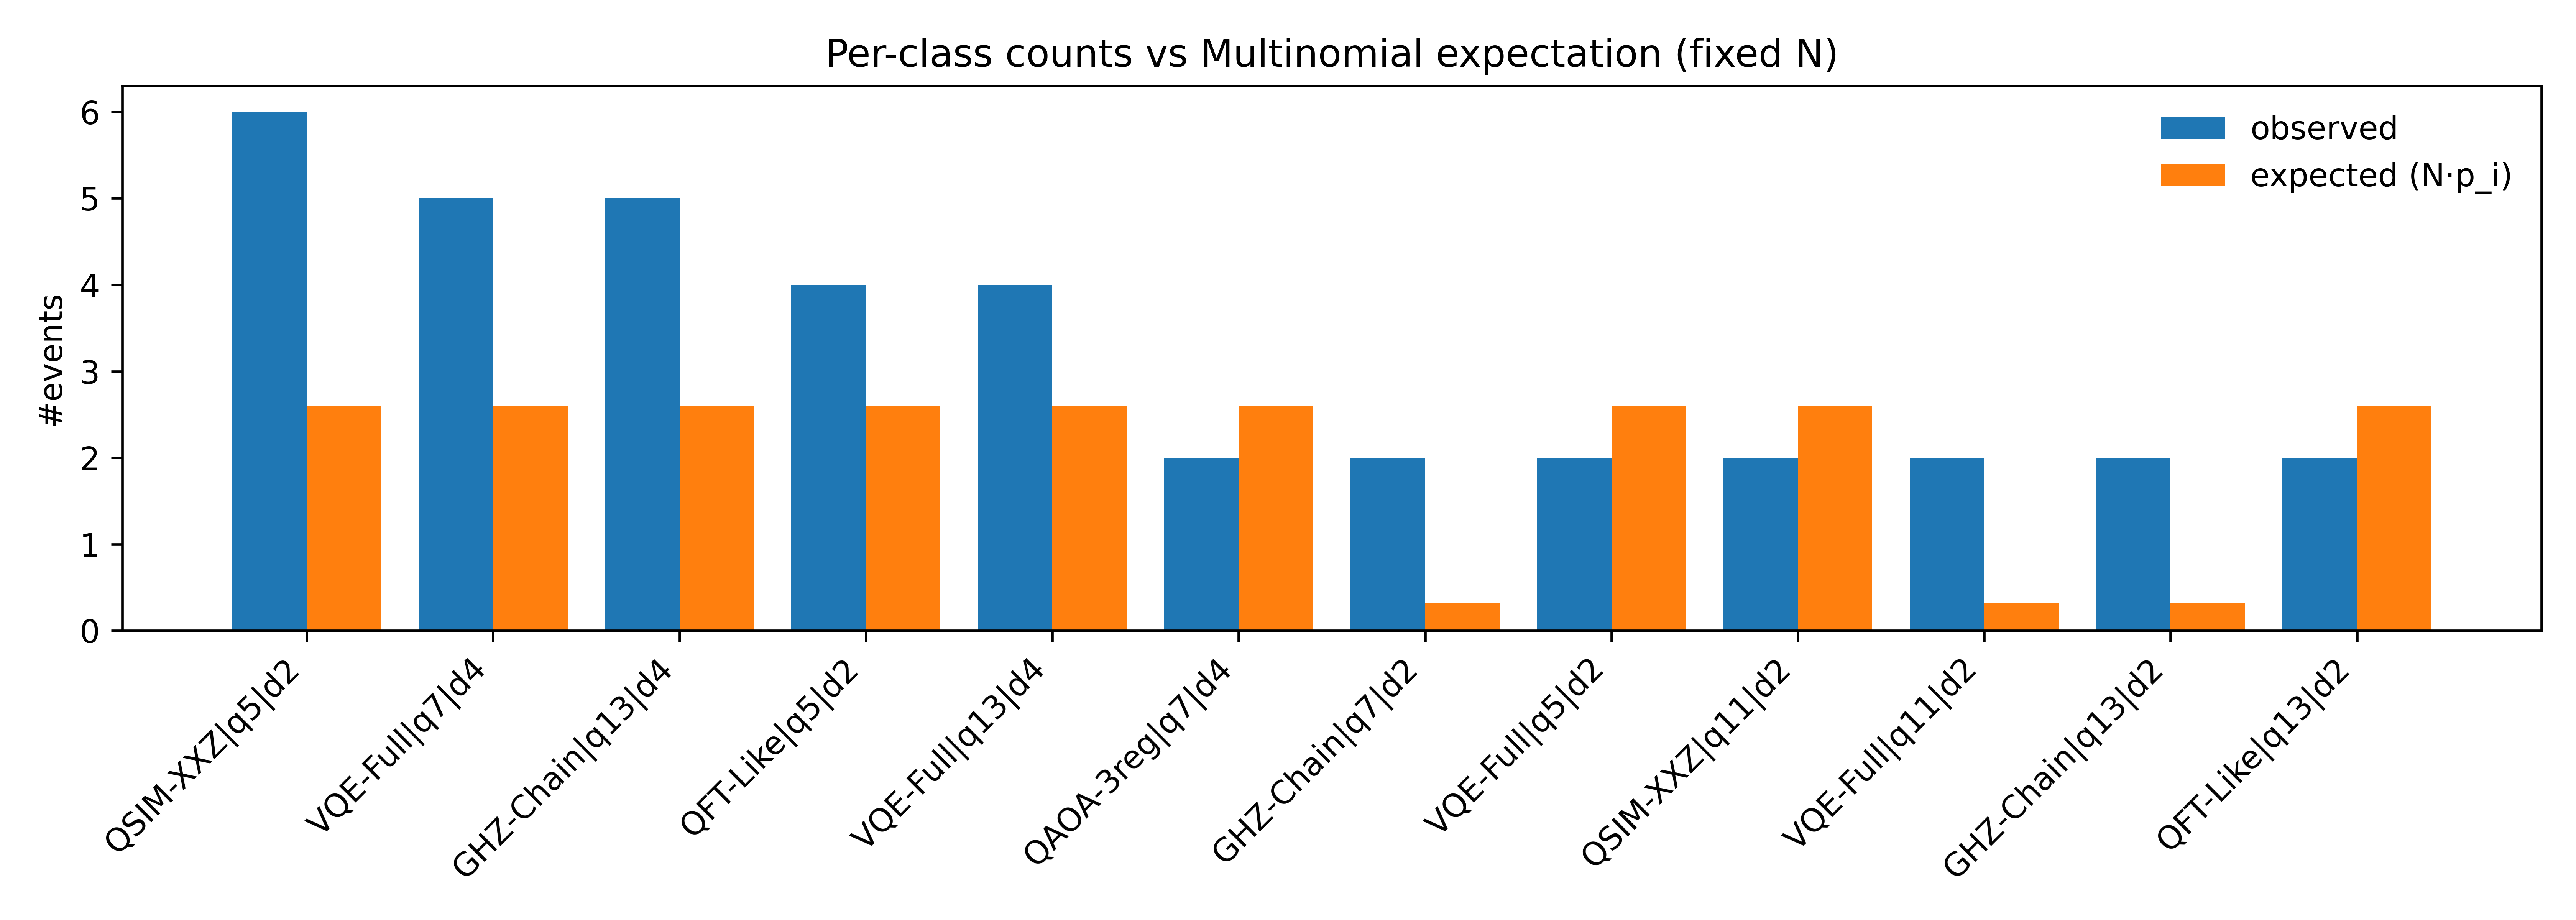 Per-class counts vs Multinomial expectation (fixed N)
observed
expected (N·p_i)
#events
6
5
4
3
2
1
0
QSIM-XXZ|q5|d2
VQE-Full|q7|d4
GHZ-Chain|q13|d4
QFT-Like|q5|d2
VQE-Full|q13|d4
QAOA-3reg|q7|d4
GHZ-Chain|q7|d2
VQE-Full|q5|d2
QSIM-XXZ|q11|d2
VQE-Full|q11|d2
GHZ-Chain|q13|d2
QFT-Like|q13|d2